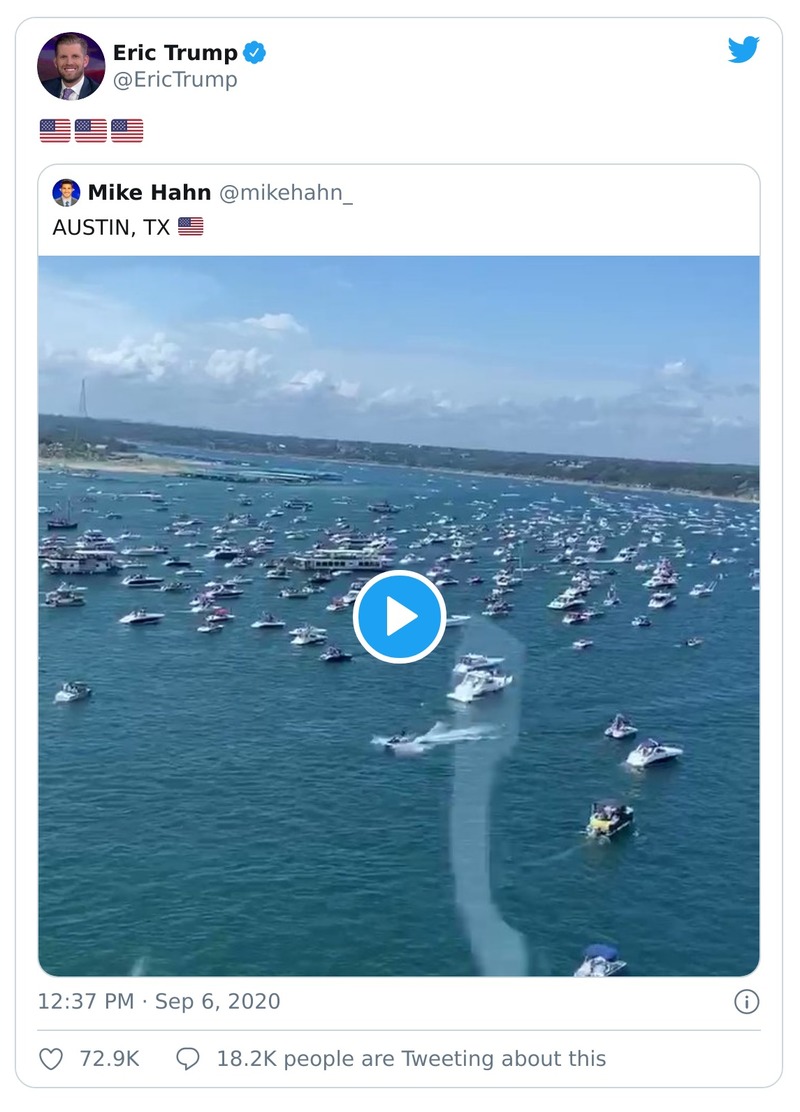 Eric Trump
@EricTrump
🇺🇸🇺🇸🇺🇸
Mike Hahn @mikehahn_
AUSTIN, TX 🇺🇸
12:37 PM · Sep 6, 2020
72.9K 18.2K people are Tweeting about this